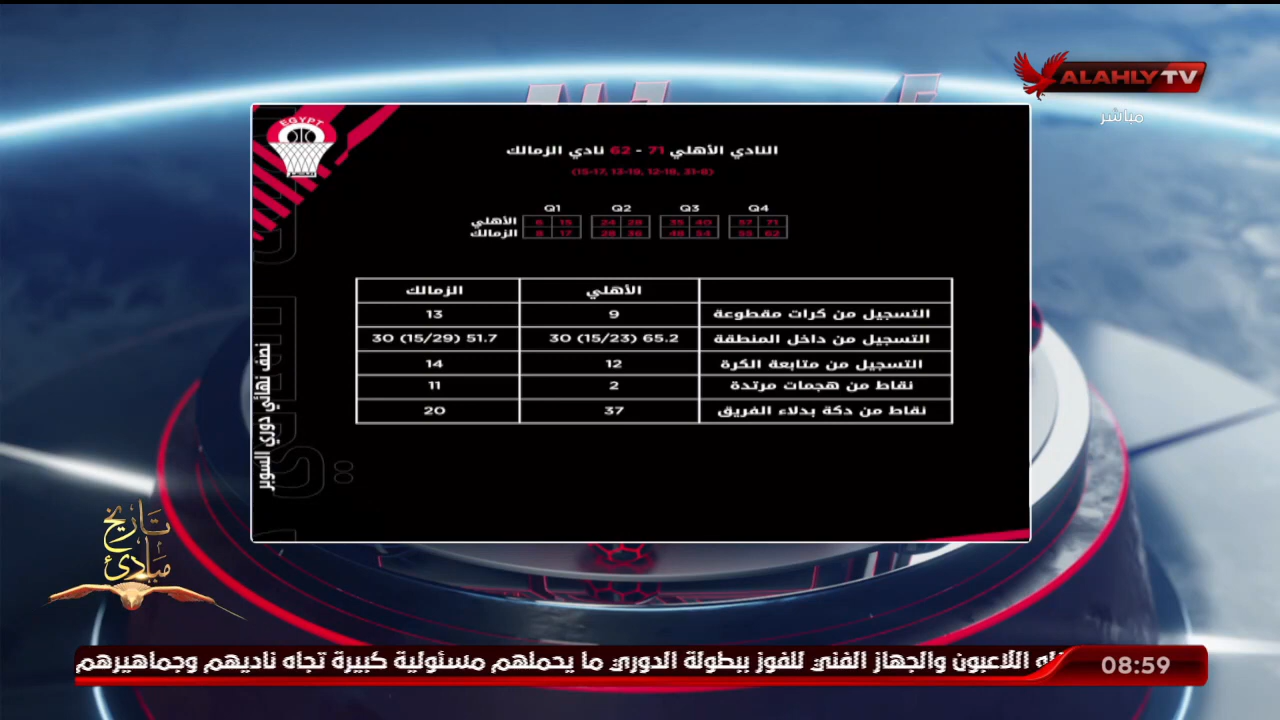 ALAHLY TV
مباشر
EGYPT
النادي الأهلي 71 - 62 نادي الزمالك
(15-17, 13-19, 12-18, 31-8)
Q1 Q2 Q3 Q4
الأهلي 6 15 24 28 35 40 57 71
الزمالك 8 17 28 36 48 54 55 62
الأهلي الزمالك
التسجيل من كرات مقطوعة 9 13
التسجيل من داخل المنطقة 30 (15/23) 65.2 30 (15/29) 51.7
التسجيل من متابعة الكرة 12 14
نقاط من هجمات مرتدة 2 11
نقاط من دكة بدلاء الفريق 37 20
نصف نهائي دوري السوبر
تاريخ
مبادئ
اللاعبون والجهاز الفني للفوز ببطولة الدوري ما يحملهم مسئولية كبيرة تجاه ناديهم وجماهيرهم
08:59